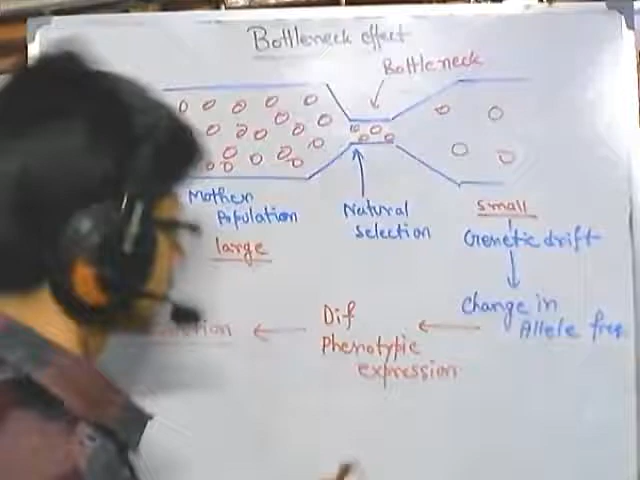 Bottleneck effect
Bottleneck
Mother
Population
large
Natural
selection
small
Genetic drift
Change in
Allele freq
Dif
Phenotypic
expression